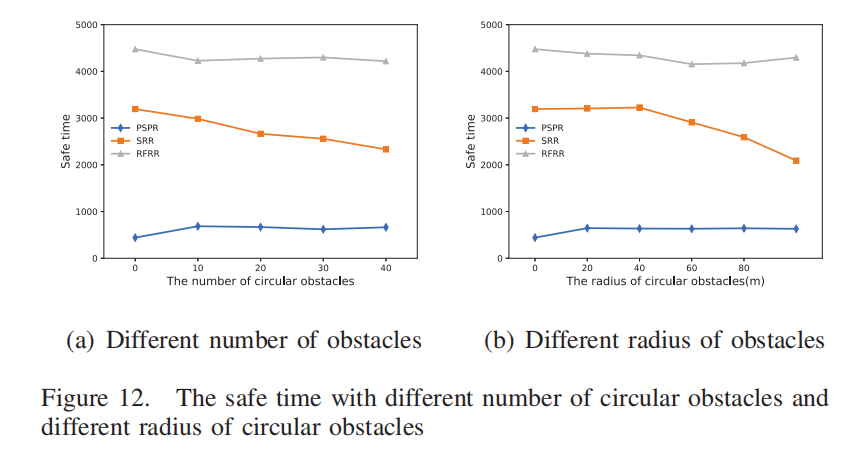 5000
4000
3000
2000
1000
0
Safe time
PSPR
SRR
RFRR
0 10 20 30 40
The number of circular obstacles
5000
4000
3000
2000
1000
0
Safe time
PSPR
SRR
RFRR
0 20 40 60 80
The radius of circular obstacles(m)
(a) Different number of obstacles
(b) Different radius of obstacles
Figure 12. The safe time with different number of circular obstacles and
different radius of circular obstacles